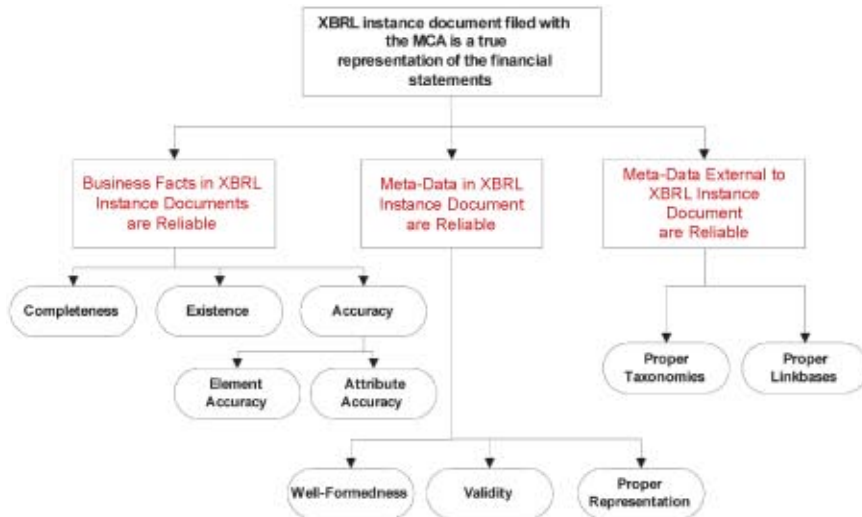 XBRL instance document filed with
the MCA is a true
representation of the financial
statements
Business Facts in XBRL
Instance Documents
are Reliable
Meta-Data in XBRL
Instance Document
are Reliable
Meta-Data External to
XBRL Instance
Document
are Reliable
Completeness
Existence
Accuracy
Element
Accuracy
Attribute
Accuracy
Proper
Taxonomies
Proper
Linkbases
Well-Formedness
Validity
Proper
Representation